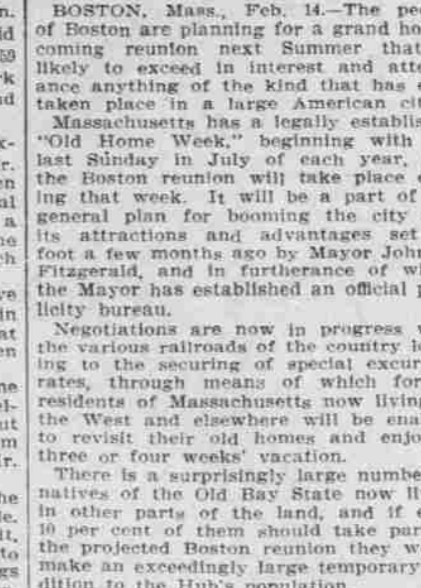 BOSTON, Mass., Feb. 14.—The pe
of Boston are planning for a grand ho
coming reunion next Summer that
likely to exceed in interest and atte
ance anything of the kind that has e
taken place in a large American cit
Massachusetts has a legally establis
"Old Home Week," beginning with
last Sunday in July of each year,
the Boston reunion will take place
ing that week. It will be a part of
general plan for booming the city
its attractions and advantages set
foot a few months ago by Mayor John
Fitzgerald, and in furtherance of w
the Mayor has established an official p
licity bureau.
Negotiations are now in progress
the various railroads of the country l
ing to the securing of special excur
rates, through means of which for
residents of Massachusetts now living
the West and elsewhere will be ena
to revisit their old homes and enjo
three or four weeks' vacation.
There is a surprisingly large numbe
natives of the Old Bay State now li
in other parts of the land, and if e
10 per cent of them should take par
the projected Boston reunion they w
make an exceedingly large temporary
dition to the Hub's population